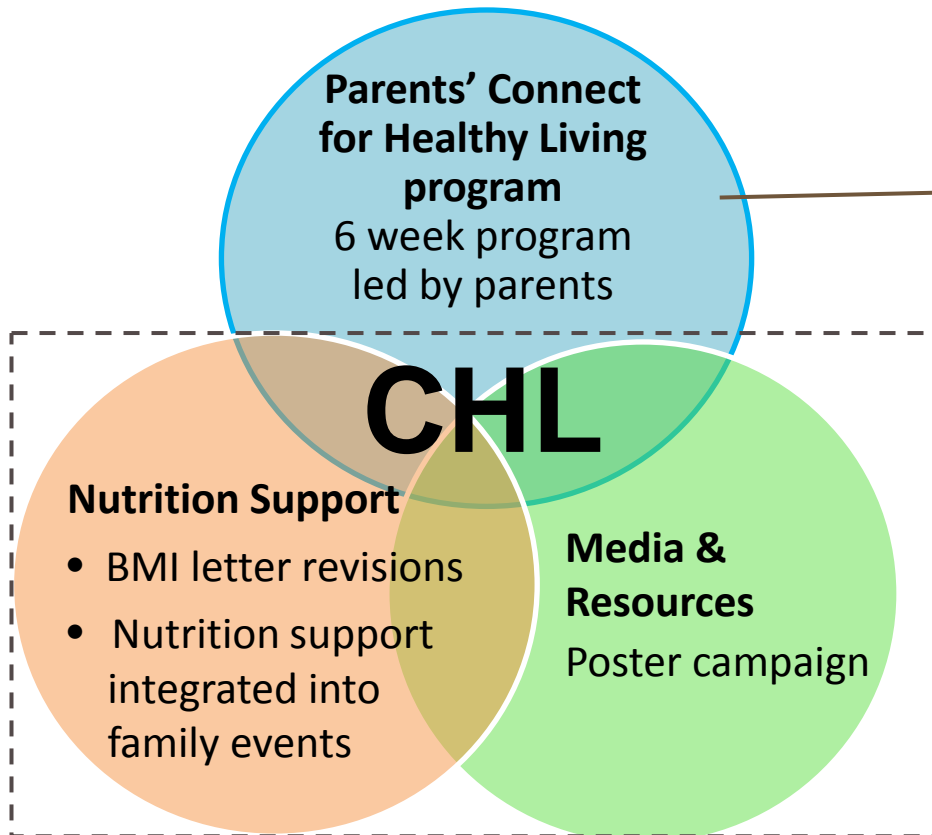 Parents’ Connect
for Healthy Living
program
6 week program
led by parents
CHL
Nutrition Support
• BMI letter revisions
• Nutrition support
integrated into
family events
Media &
Resources
Poster campaign